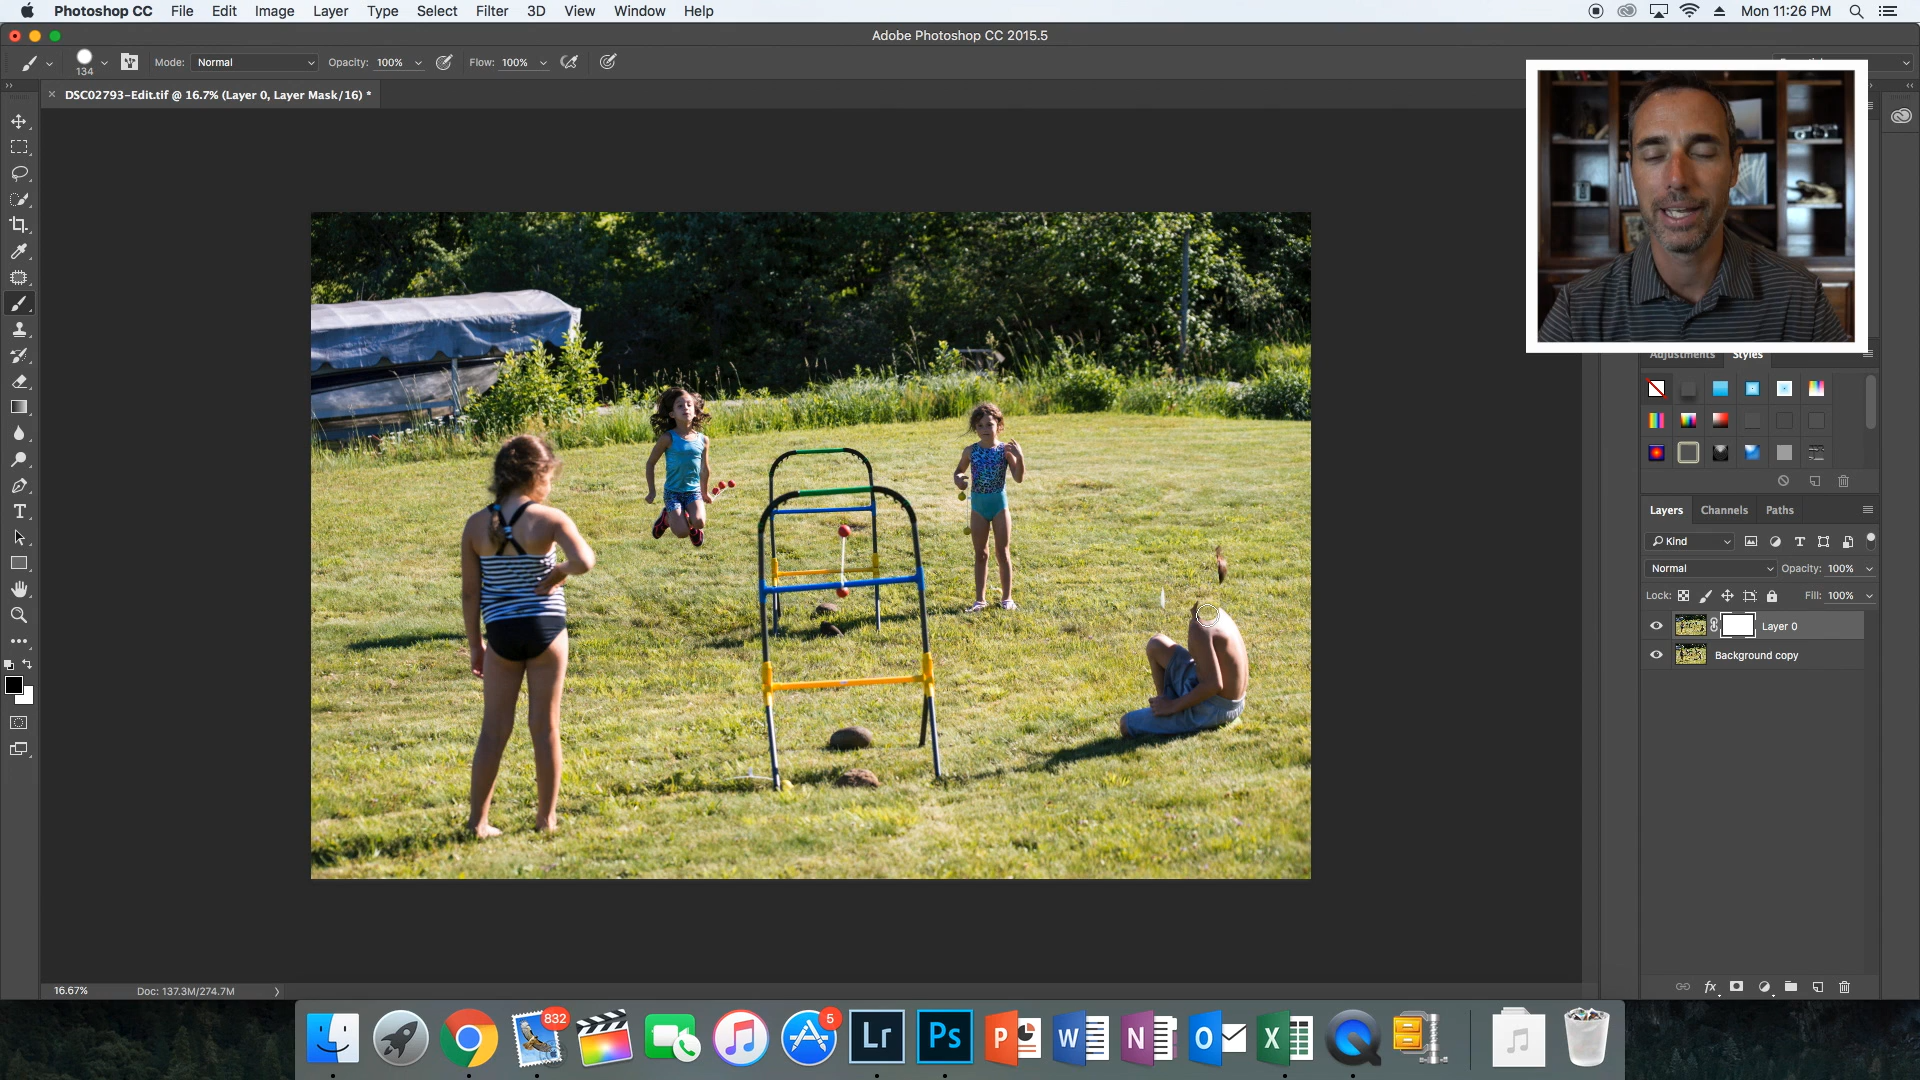 Photoshop CC File Edit Image Layer Type Select Filter 3D View Window Help Mon 11:26 PM
Adobe Photoshop CC 2015.5
134 Mode: Normal Opacity: 100% Flow: 100%
× DSC02793-Edit.tif @ 16.7% (Layer 0, Layer Mask/16) *
Adjustments Styles
Layers Channels Paths
Kind
Normal Opacity: 100%
Lock: Fill: 100%
Layer 0
Background copy
T
16.67% Doc: 137.3M/274.7M
fx
832
5
Lr Ps P W N O X